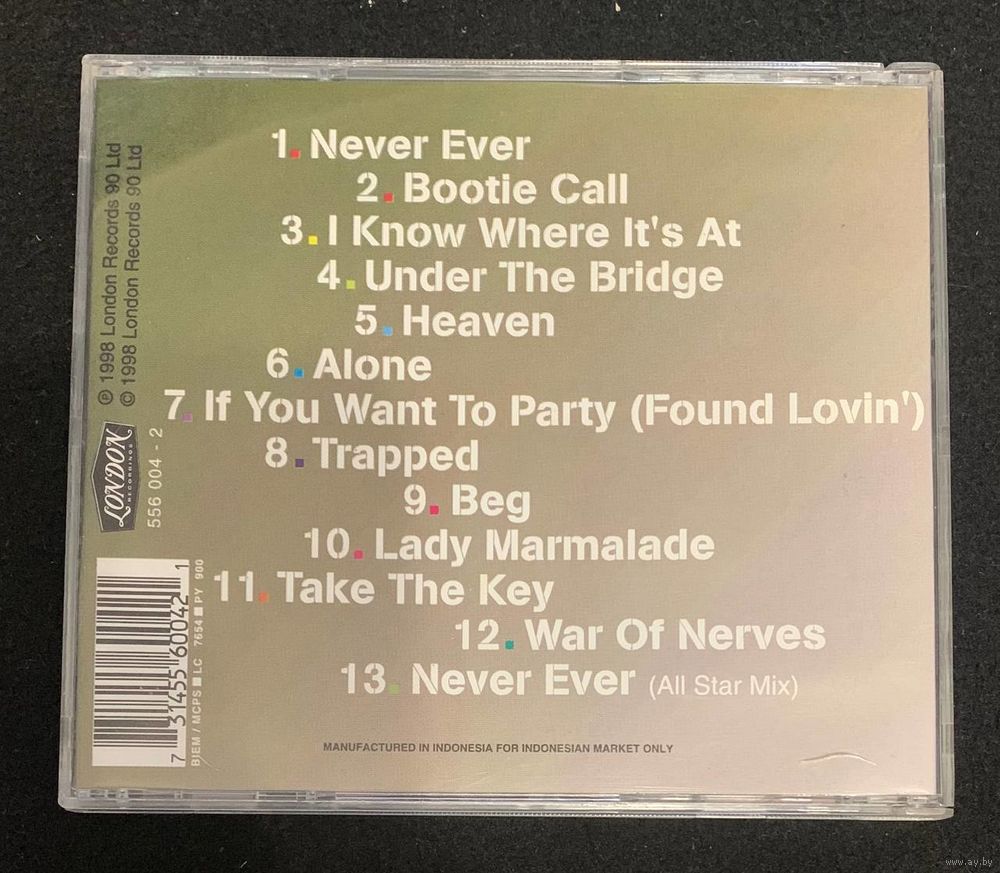 1. Never Ever
2. Bootie Call
3. I Know Where It's At
4. Under The Bridge
5. Heaven
6. Alone
7. If You Want To Party (Found Lovin')
8. Trapped
9. Beg
10. Lady Marmalade
11. Take The Key
12. War Of Nerves
13. Never Ever (All Star Mix)
MANUFACTURED IN INDONESIA FOR INDONESIAN MARKET ONLY
℗ 1998 London Records 90 Ltd
© 1998 London Records 90 Ltd
LONDON
RECORDINGS
556 004 - 2
7 31455 60042 1
BIEM / MCPS ■ LC 7654 ■ PY 900
www.ay.by